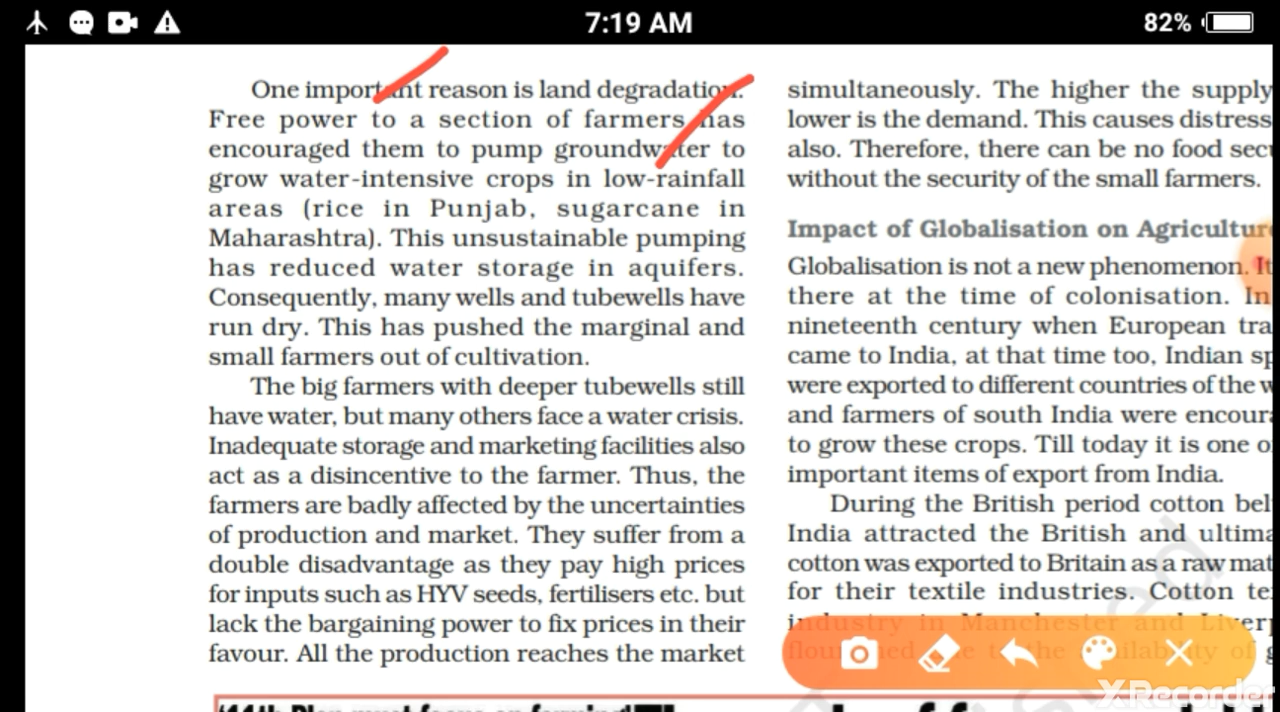 7:19 AM
82%
One important reason is land degradation.
Free power to a section of farmers has
encouraged them to pump groundwater to
grow water-intensive crops in low-rainfall
areas (rice in Punjab, sugarcane in
Maharashtra). This unsustainable pumping
has reduced water storage in aquifers.
Consequently, many wells and tubewells have
run dry. This has pushed the marginal and
small farmers out of cultivation.
The big farmers with deeper tubewells still
have water, but many others face a water crisis.
Inadequate storage and marketing facilities also
act as a disincentive to the farmer. Thus, the
farmers are badly affected by the uncertainties
of production and market. They suffer from a
double disadvantage as they pay high prices
for inputs such as HYV seeds, fertilisers etc. but
lack the bargaining power to fix prices in their
favour. All the production reaches the market
simultaneously. The higher the supply
lower is the demand. This causes distress
also. Therefore, there can be no food
without the security of the small farmers.
Impact of Globalisation on
Globalisation is not a new phenomenon. It
there at the time of colonisation. In
nineteenth century when European
came to India, at that time too, Indian
were exported to different countries of the
and farmers of south India were
to grow these crops. Till today it is one
important items of export from India.
During the British period cotton
India attracted the British and
cotton was exported to Britain as a raw
for their textile industries. Cotton
industry in Manchester and
XRecorder